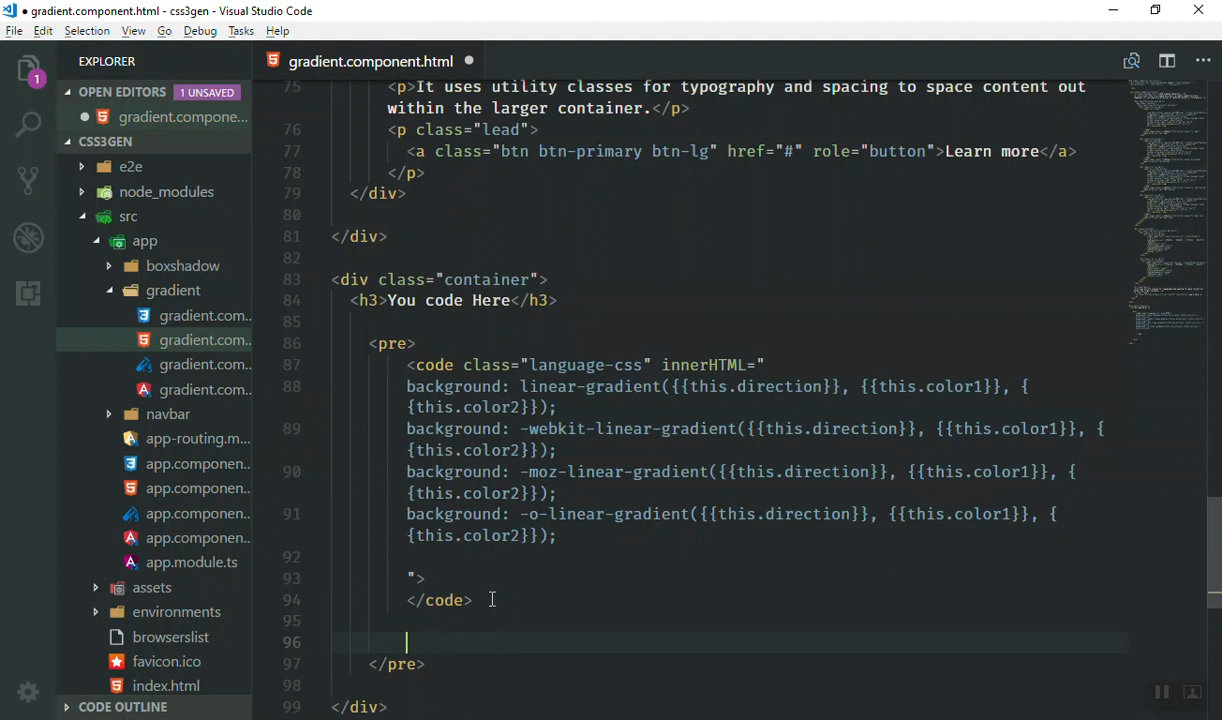 ● gradient.component.html - css3gen - Visual Studio Code
File Edit Selection View Go Debug Tasks Help
1
EXPLORER
OPEN EDITORS 1 UNSAVED
● gradient.compone...
CSS3GEN
e2e
node_modules
src
app
boxshadow
gradient
gradient.com...
gradient.com...
gradient.com...
gradient.com...
navbar
app-routing.m...
app.componen...
app.componen...
app.componen...
app.componen...
app.module.ts
assets
environments
browserslist
favicon.ico
index.html
CODE OUTLINE
gradient.component.html ●
75 <p>It uses utility classes for typography and spacing to space content out
within the larger container.</p>
76 <p class="lead">
77 <a class="btn btn-primary btn-lg" href="#" role="button">Learn more</a>
78 </p>
79 </div>
80
81 </div>
82
83 <div class="container">
84 <h3>You code Here</h3>
85
86 <pre>
87 <code class="language-css" innerHTML="
88 background: linear-gradient({{this.direction}}, {{this.color1}}, {
{this.color2}});
89 background: -webkit-linear-gradient({{this.direction}}, {{this.color1}}, {
{this.color2}});
90 background: -moz-linear-gradient({{this.direction}}, {{this.color1}}, {
{this.color2}});
91 background: -o-linear-gradient({{this.direction}}, {{this.color1}}, {
{this.color2}});
92
93 ">
94 </code>
95
96
97 </pre>
98
99 </div>